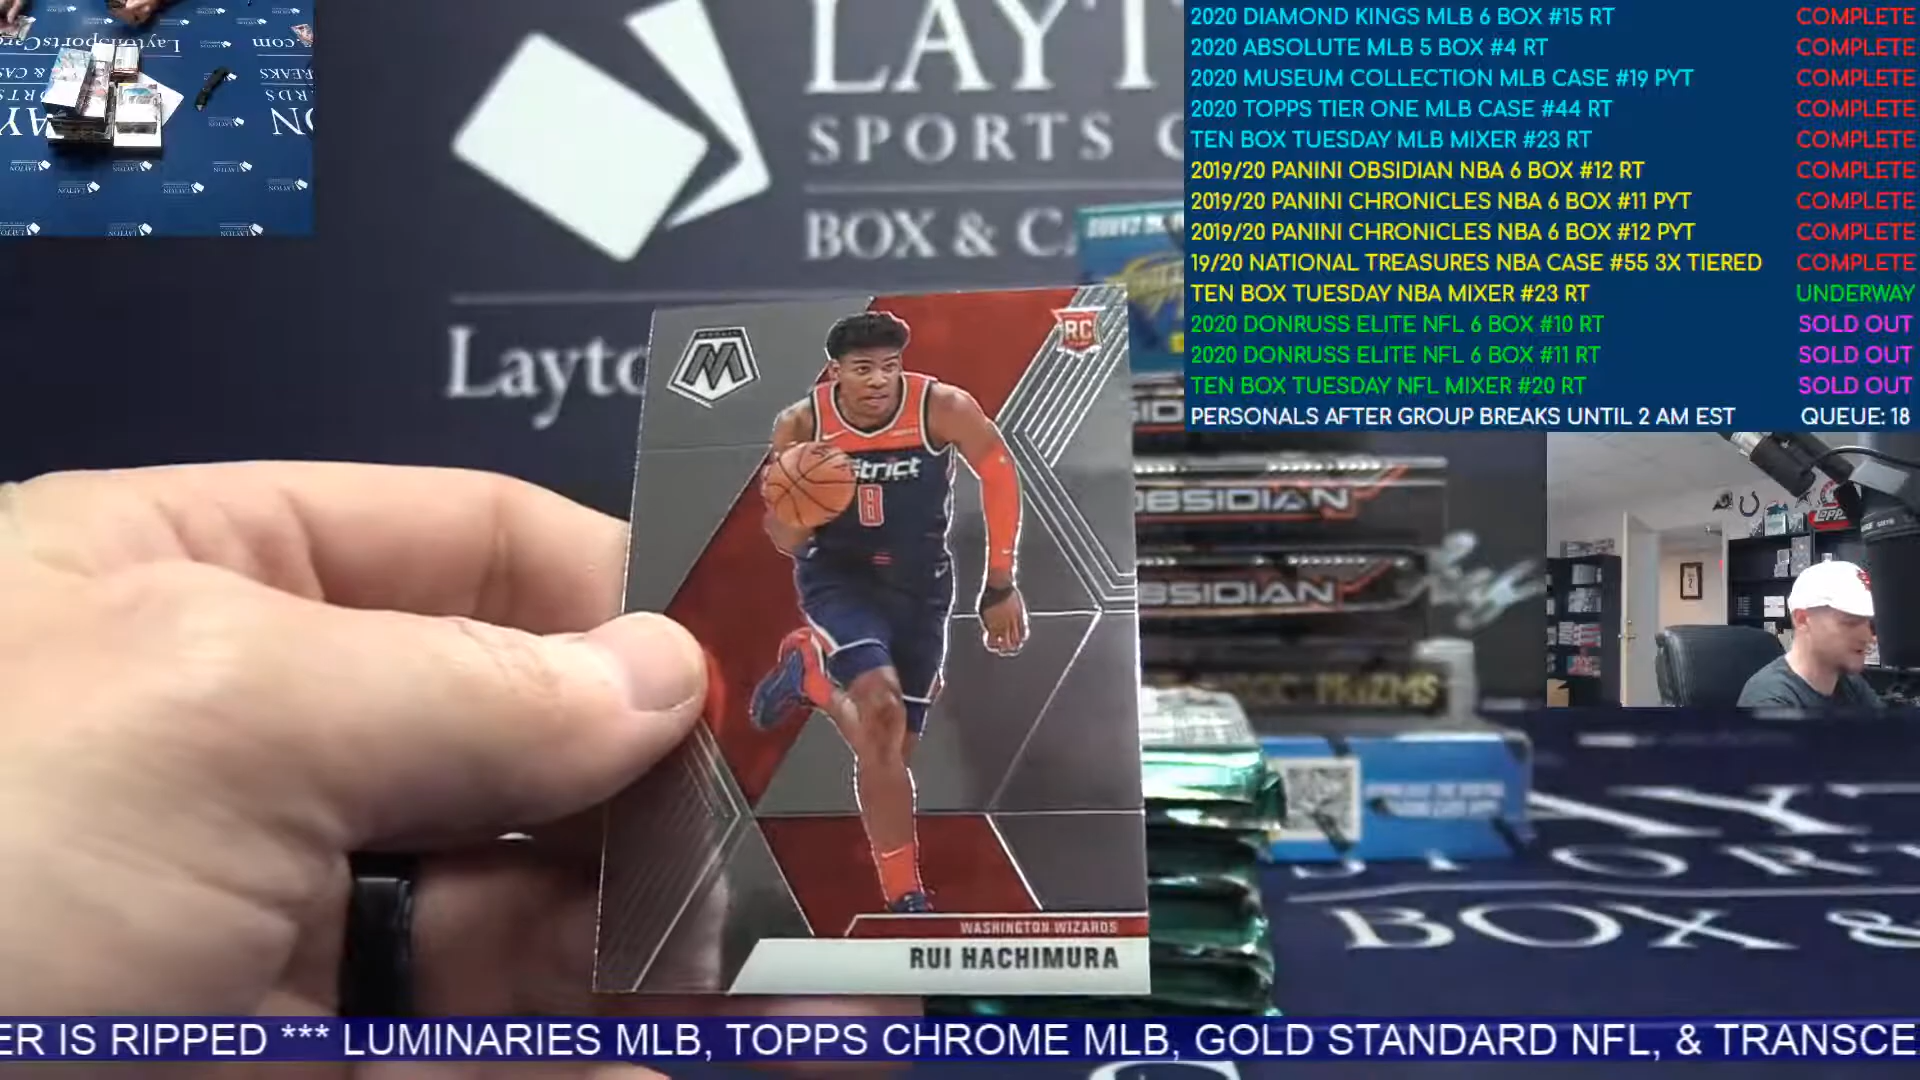 2020 DIAMOND KINGS MLB 6 BOX #15 RT COMPLETE
2020 ABSOLUTE MLB 5 BOX #4 RT COMPLETE
2020 MUSEUM COLLECTION MLB CASE #19 PYT COMPLETE
2020 TOPPS TIER ONE MLB CASE #44 RT COMPLETE
TEN BOX TUESDAY MLB MIXER #23 RT COMPLETE
2019/20 PANINI OBSIDIAN NBA 6 BOX #12 RT COMPLETE
2019/20 PANINI CHRONICLES NBA 6 BOX #11 PYT COMPLETE
2019/20 PANINI CHRONICLES NBA 6 BOX #12 PYT COMPLETE
19/20 NATIONAL TREASURES NBA CASE #55 3X TIERED COMPLETE
TEN BOX TUESDAY NBA MIXER #23 RT UNDERWAY
2020 DONRUSS ELITE NFL 6 BOX #10 RT SOLD OUT
2020 DONRUSS ELITE NFL 6 BOX #11 RT SOLD OUT
TEN BOX TUESDAY NFL MIXER #20 RT SOLD OUT
PERSONALS AFTER GROUP BREAKS UNTIL 2 AM EST QUEUE: 18
LAYT
SPORTS C
BOX & CA
Layto
RC
M
strict
8
WASHINGTON WIZARDS
RUI HACHIMURA
OBSIDIAN
BSIDIAN
PRIZMS
AYT
ORT
BOX &
ER IS RIPPED *** LUMINARIES MLB, TOPPS CHROME MLB, GOLD STANDARD NFL, & TRANSCE